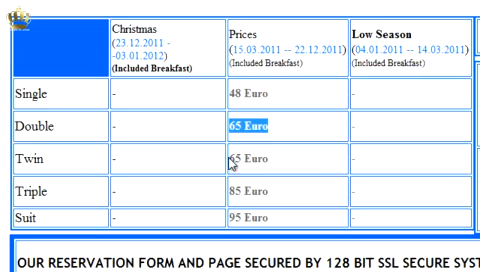 Christmas
(23.12.2011 -
-03.01.2012)
(Included Breakfast)
Prices
(15.03.2011 -- 22.12.2011)
(Included Breakfast)
Low Season
(04.01.2011 -- 14.03.2011)
(Included Breakfast)
Single - 48 Euro -
Double - 65 Euro -
Twin - 65 Euro -
Triple - 85 Euro -
Suit - 95 Euro -
OUR RESERVATION FORM AND PAGE SECURED BY 128 BIT SSL SECURE SYST